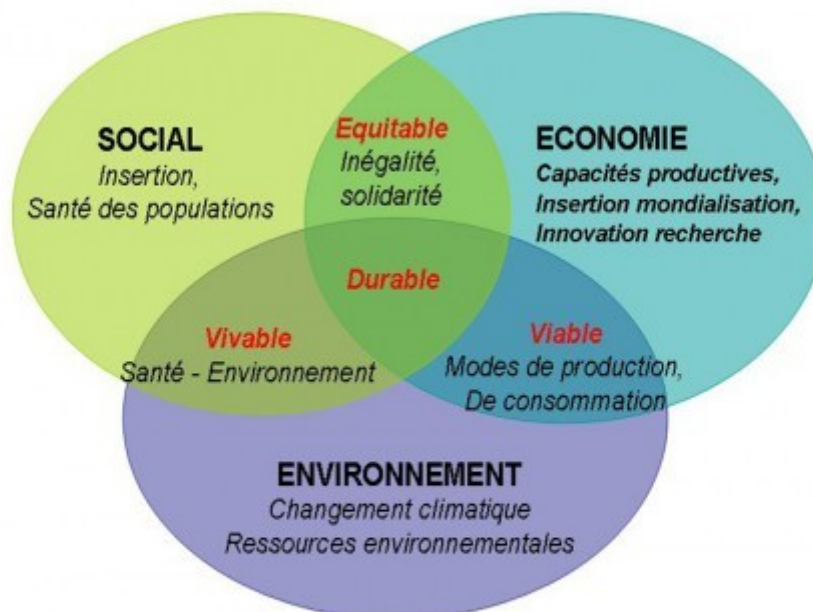 SOCIAL
Insertion,
Santé des populations
Equitable
Inégalité,
solidarité
ECONOMIE
Capacités productives,
Insertion mondialisation,
Innovation recherche
Durable
Vivable
Santé - Environnement
Viable
Modes de production,
De consommation
ENVIRONNEMENT
Changement climatique
Ressources environnementales